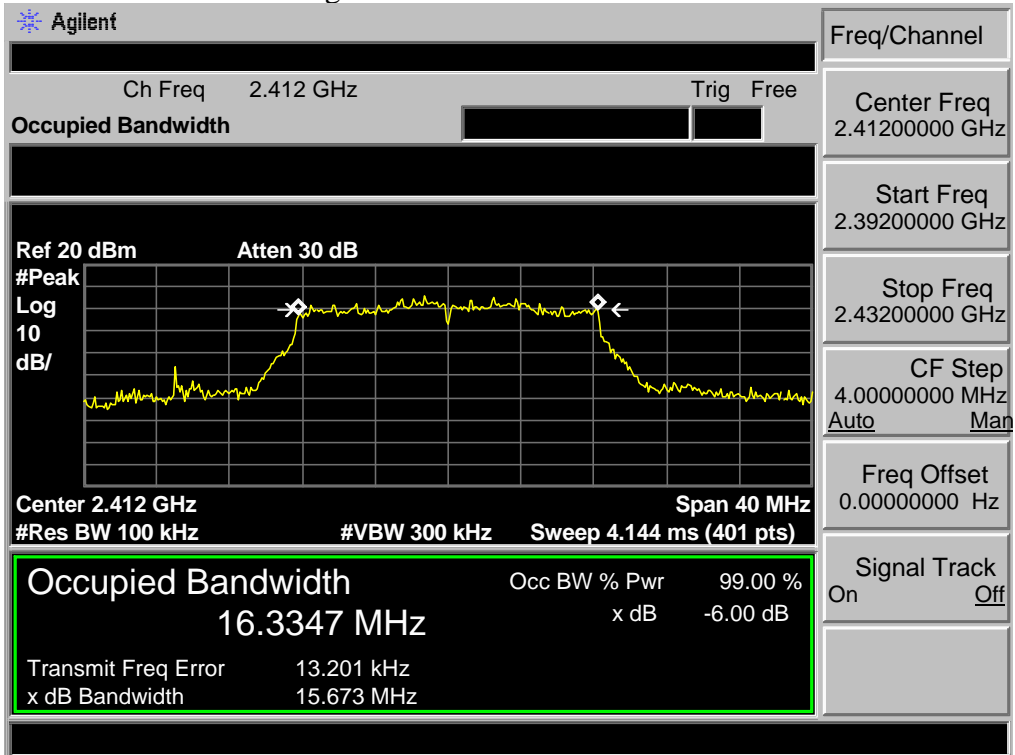 Agilent
Freq/Channel
Ch Freq 2.412 GHz Trig Free
Occupied Bandwidth
Center Freq
2.41200000 GHz
Start Freq
2.39200000 GHz
Ref 20 dBm Atten 30 dB
#Peak
Log
10
dB/
Stop Freq
2.43200000 GHz
CF Step
4.00000000 MHz
Auto Man
Freq Offset
0.00000000 Hz
Center 2.412 GHz Span 40 MHz
#Res BW 100 kHz #VBW 300 kHz Sweep 4.144 ms (401 pts)
Signal Track
On Off
Occupied Bandwidth Occ BW % Pwr 99.00 %
16.3347 MHz x dB -6.00 dB
Transmit Freq Error 13.201 kHz
x dB Bandwidth 15.673 MHz